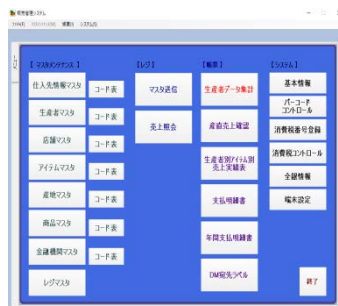 【 マスタメンテナンス 】
仕入先情報マスタ
コード表
生産者マスタ
コード表
店舗マスタ
コード表
アイテムマスタ
コード表
産地マスタ
コード表
商品マスタ
コード表
金融機関マスタ
コード表
レジマスタ
【レジ】
マスタ送信
売上照会
【帳票】
生産者データ集計
産直売上確認
生産者別アイテム別
売上実績表
支払明細書
年間支払明細書
DM宛先ラベル
【システム】
基本情報
バーコード
コントロール
消費税番号登録
消費税コントロール
全銀情報
端末設定
終了